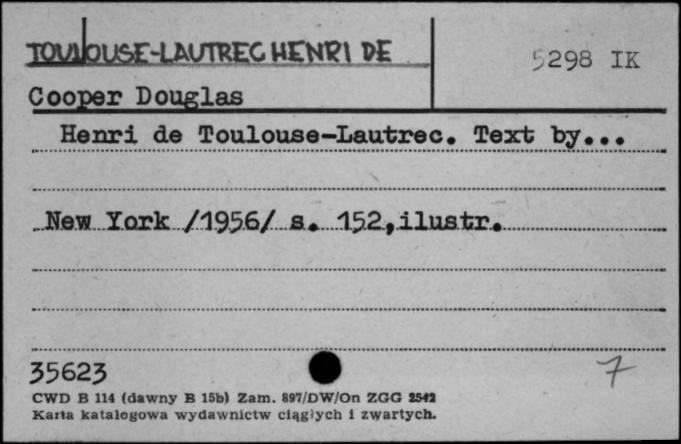 TOULOUSE-LAUTREC HENRI DE
5298 IK
Cooper Douglas
Henri de Toulouse-Lautrec. Text by...
New York /1956/ s. 152,ilustr.
35623
7
CWD B 114 (dawny B 15b) Zam. 897/DW/On ZGG 2542
Karta katalogowa wydawnictw ciągłych i zwartych.